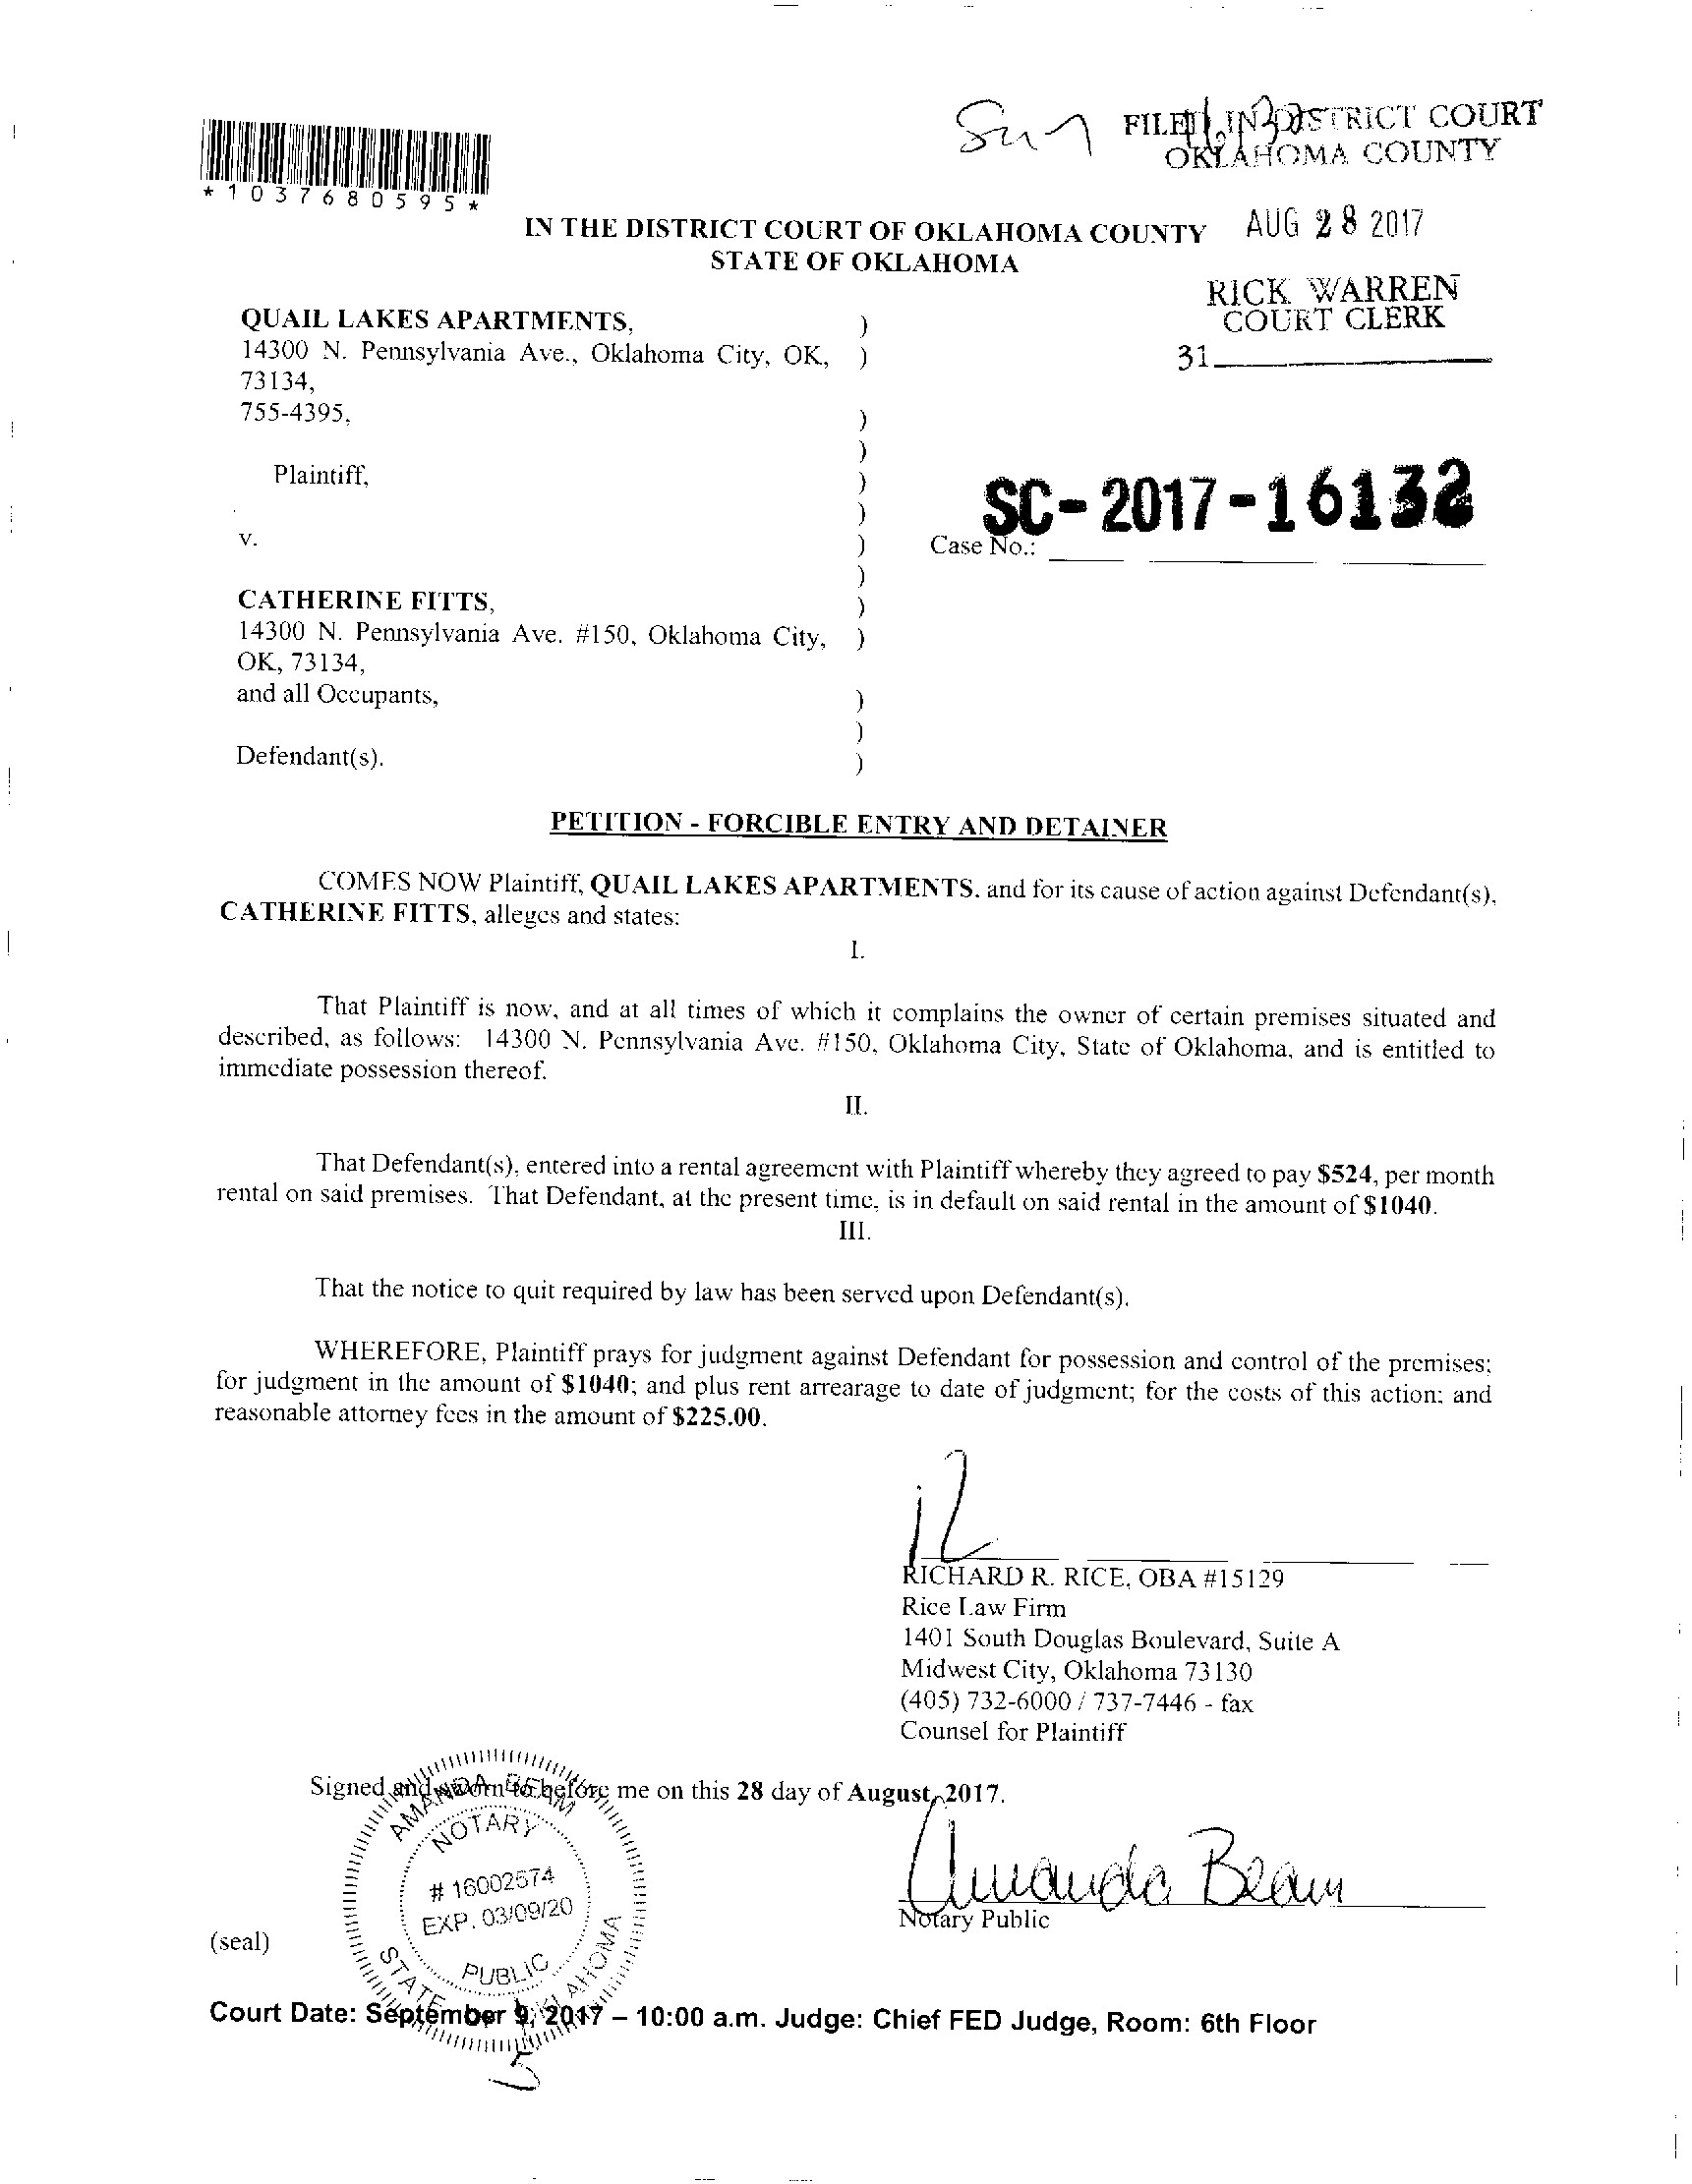 Sum
FILED IN DISTRICT COURT
OKLAHOMA COUNTY
*1037680595*
IN THE DISTRICT COURT OF OKLAHOMA COUNTY
STATE OF OKLAHOMA
AUG 28 2017
RICK WARREN
COURT CLERK
31
QUAIL LAKES APARTMENTS, )
14300 N. Pennsylvania Ave., Oklahoma City, OK, )
73134,
755-4395, )
)
Plaintiff, )
)
v. )
SC-2017-16132
Case No.:
)
CATHERINE FITTS, )
14300 N. Pennsylvania Ave. #150, Oklahoma City, )
OK, 73134,
and all Occupants, )
)
Defendant(s). )
PETITION - FORCIBLE ENTRY AND DETAINER
COMES NOW Plaintiff, QUAIL LAKES APARTMENTS, and for its cause of action against Defendant(s),
CATHERINE FITTS, alleges and states:
I.
That Plaintiff is now, and at all times of which it complains the owner of certain premises situated and
described, as follows: 14300 N. Pennsylvania Ave. #150, Oklahoma City, State of Oklahoma, and is entitled to
immediate possession thereof.
II.
That Defendant(s), entered into a rental agreement with Plaintiff whereby they agreed to pay $524, per month
rental on said premises. That Defendant, at the present time, is in default on said rental in the amount of $1040.
III.
That the notice to quit required by law has been served upon Defendant(s).
WHEREFORE, Plaintiff prays for judgment against Defendant for possession and control of the premises;
for judgment in the amount of $1040; and plus rent arrearage to date of judgment; for the costs of this action; and
reasonable attorney fees in the amount of $225.00.
RICHARD R. RICE, OBA #15129
Rice Law Firm
1401 South Douglas Boulevard, Suite A
Midwest City, Oklahoma 73130
(405) 732-6000 / 737-7446 - fax
Counsel for Plaintiff
Signed and sworn to before me on this 28 day of August, 2017.
AMANDA BEAM
NOTARY
# 16002574
EXP. 03/09/20
PUBLIC
STATE OKLAHOMA
Amanda Beam
Notary Public
(seal)
Court Date: September 9, 2017 – 10:00 a.m. Judge: Chief FED Judge, Room: 6th Floor
5